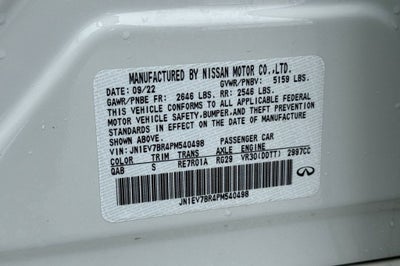 MANUFACTURED BY NISSAN MOTOR CO.,LTD.
DATE: 09/22 GVWR/PNBV: 5159 LBS.
GAWR/PNBE FR: 2646 LBS. RR: 2546 LBS.
THIS VEHICLE CONFORMS TO ALL APPLICABLE FEDERAL
MOTOR VEHICLE SAFETY, BUMPER, AND THEFT
PREVENTION STANDARDS IN EFFECT ON
THE DATE OF MANUFACTURE SHOWN ABOVE.
VIN: JN1EV7BR4PM540498 PASSENGER CAR
COLOR TRIM TRANS AXLE ENGINE
QAB S RE7R01A RG29 VR30(DDTT) 2997CC
JN1EV7BR4PM540498